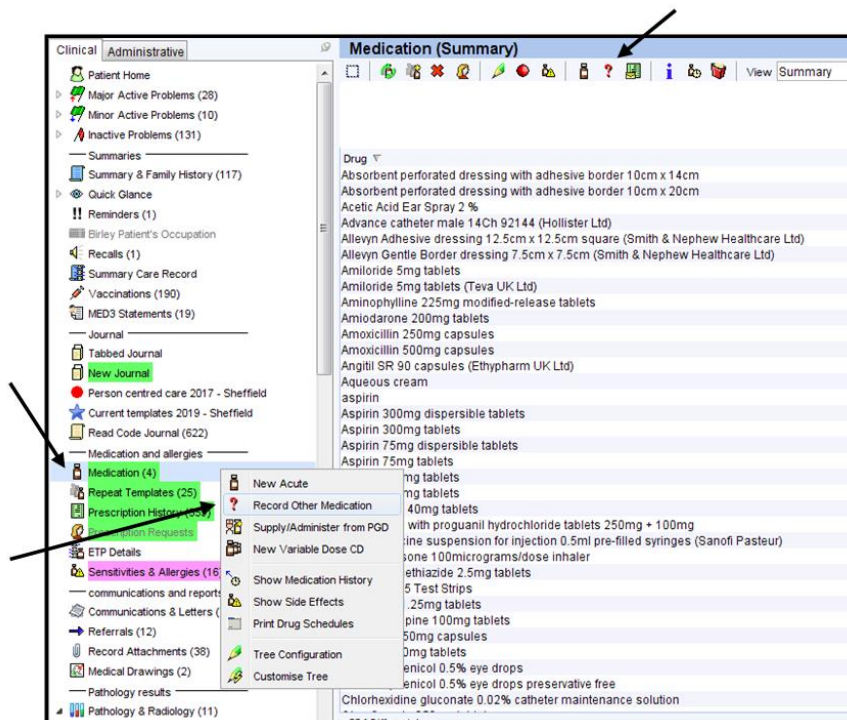 Clinical Administrative
Patient Home
Major Active Problems (28)
Minor Active Problems (10)
Inactive Problems (131)
Summaries
Summary & Family History (117)
Quick Glance
Reminders (1)
Birley Patient's Occupation
Recalls (1)
Summary Care Record
Vaccinations (190)
MED3 Statements (19)
Journal
Tabbed Journal
New Journal
Person centred care 2017 - Sheffield
Current templates 2019 - Sheffield
Read Code Journal (622)
Medication and allergies
Medication (4)
Repeat Templates (25)
Prescription History
Prescription Requests
ETP Details
Sensitivities & Allergies (16
communications and reports
Communications & Letters (
Referrals (12)
Record Attachments (38)
Medical Drawings (2)
Pathology results
Pathology & Radiology (11)
New Acute
Record Other Medication
Supply/Administer from PGD
New Variable Dose CD
Show Medication History
Show Side Effects
Print Drug Schedules
Tree Configuration
Customise Tree
Medication (Summary)
View Summary
Drug
Absorbent perforated dressing with adhesive border 10cm x 14cm
Absorbent perforated dressing with adhesive border 10cm x 20cm
Acetic Acid Ear Spray 2 %
Advance catheter male 14Ch 92144 (Hollister Ltd)
Allevyn Adhesive dressing 12.5cm x 12.5cm square (Smith & Nephew Healthcare Ltd)
Allevyn Gentle Border dressing 7.5cm x 7.5cm (Smith & Nephew Healthcare Ltd)
Amiloride 5mg tablets
Amiloride 5mg tablets (Teva UK Ltd)
Aminophylline 225mg modified-release tablets
Amiodarone 200mg tablets
Amoxicillin 250mg capsules
Amoxicillin 500mg capsules
Angitil SR 90 capsules (Ethypharm UK Ltd)
Aqueous cream
aspirin
Aspirin 300mg dispersible tablets
Aspirin 300mg tablets
Aspirin 75mg dispersible tablets
Aspirin 75mg tablets
mg tablets
mg tablets
40mg tablets
with proguanil hydrochloride tablets 250mg + 100mg
cine suspension for injection 0.5ml pre-filled syringes (Sanofi Pasteur)
sone 100micrograms/dose inhaler
ethiazide 2.5mg tablets
5 Test Strips
.25mg tablets
pine 100mg tablets
50mg capsules
0mg tablets
enicol 0.5% eye drops
enicol 0.5% eye drops preservative free
Chlorhexidine gluconate 0.02% catheter maintenance solution